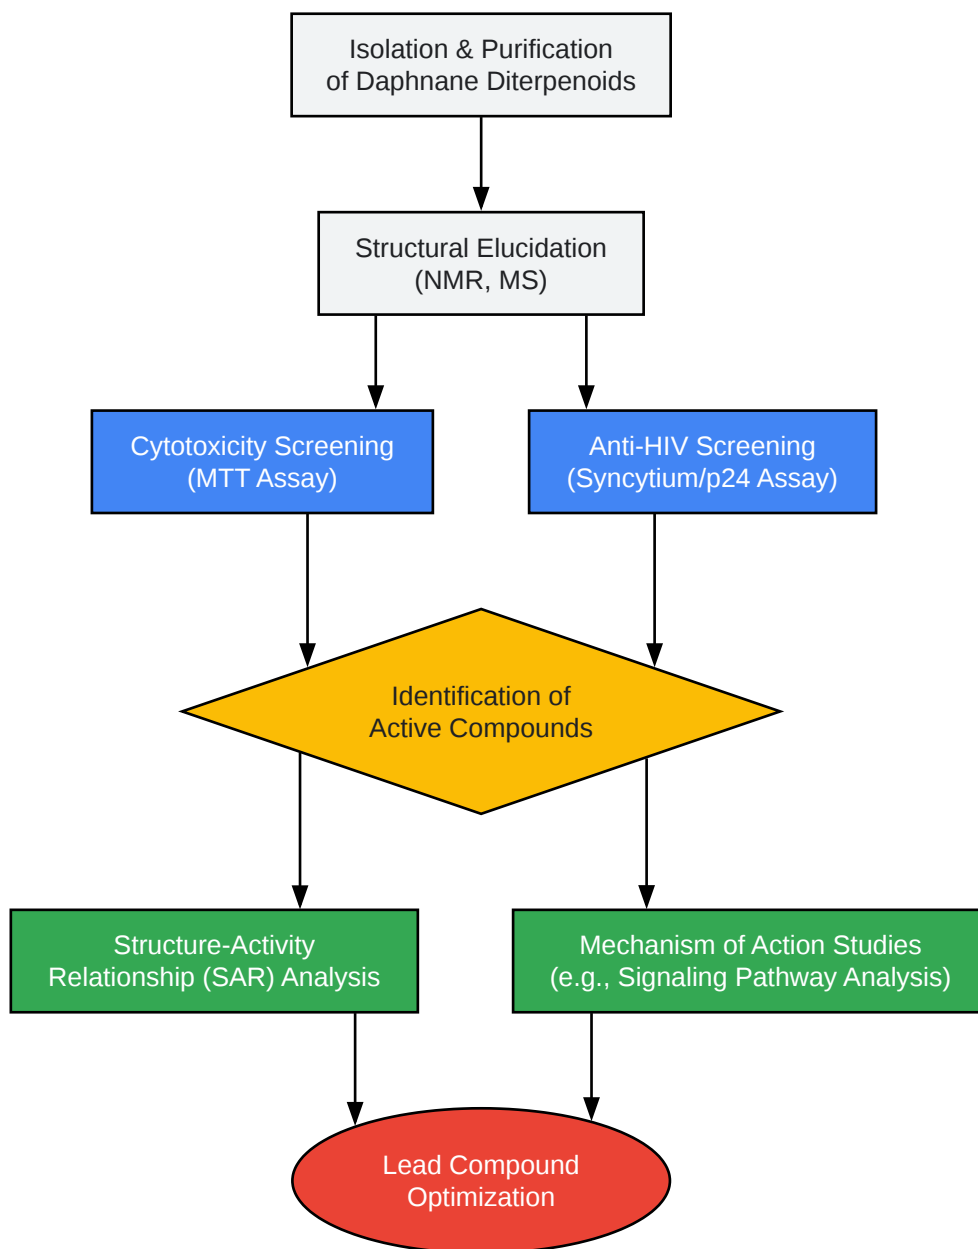 Isolation & Purification
of Daphnane Diterpenoids
Structural Elucidation
(NMR, MS)
Cytotoxicity Screening
(MTT Assay)
Anti-HIV Screening
(Syncytium/p24 Assay)
Identification of
Active Compounds
Structure-Activity
Relationship (SAR) Analysis
Mechanism of Action Studies
(e.g., Signaling Pathway Analysis)
Lead Compound
Optimization